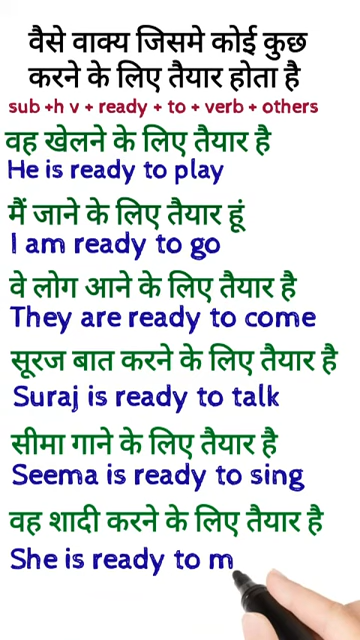 वैसे वाक्य जिसमे कोई कुछ
करने के लिए तैयार होता है
sub +h v + ready + to + verb + others
वह खेलने के लिए तैयार है
He is ready to play
मैं जाने के लिए तैयार हूं
I am ready to go
वे लोग आने के लिए तैयार है
They are ready to come
सूरज बात करने के लिए तैयार है
Suraj is ready to talk
सीमा गाने के लिए तैयार है
Seema is ready to sing
वह शादी करने के लिए तैयार है
She is ready to m